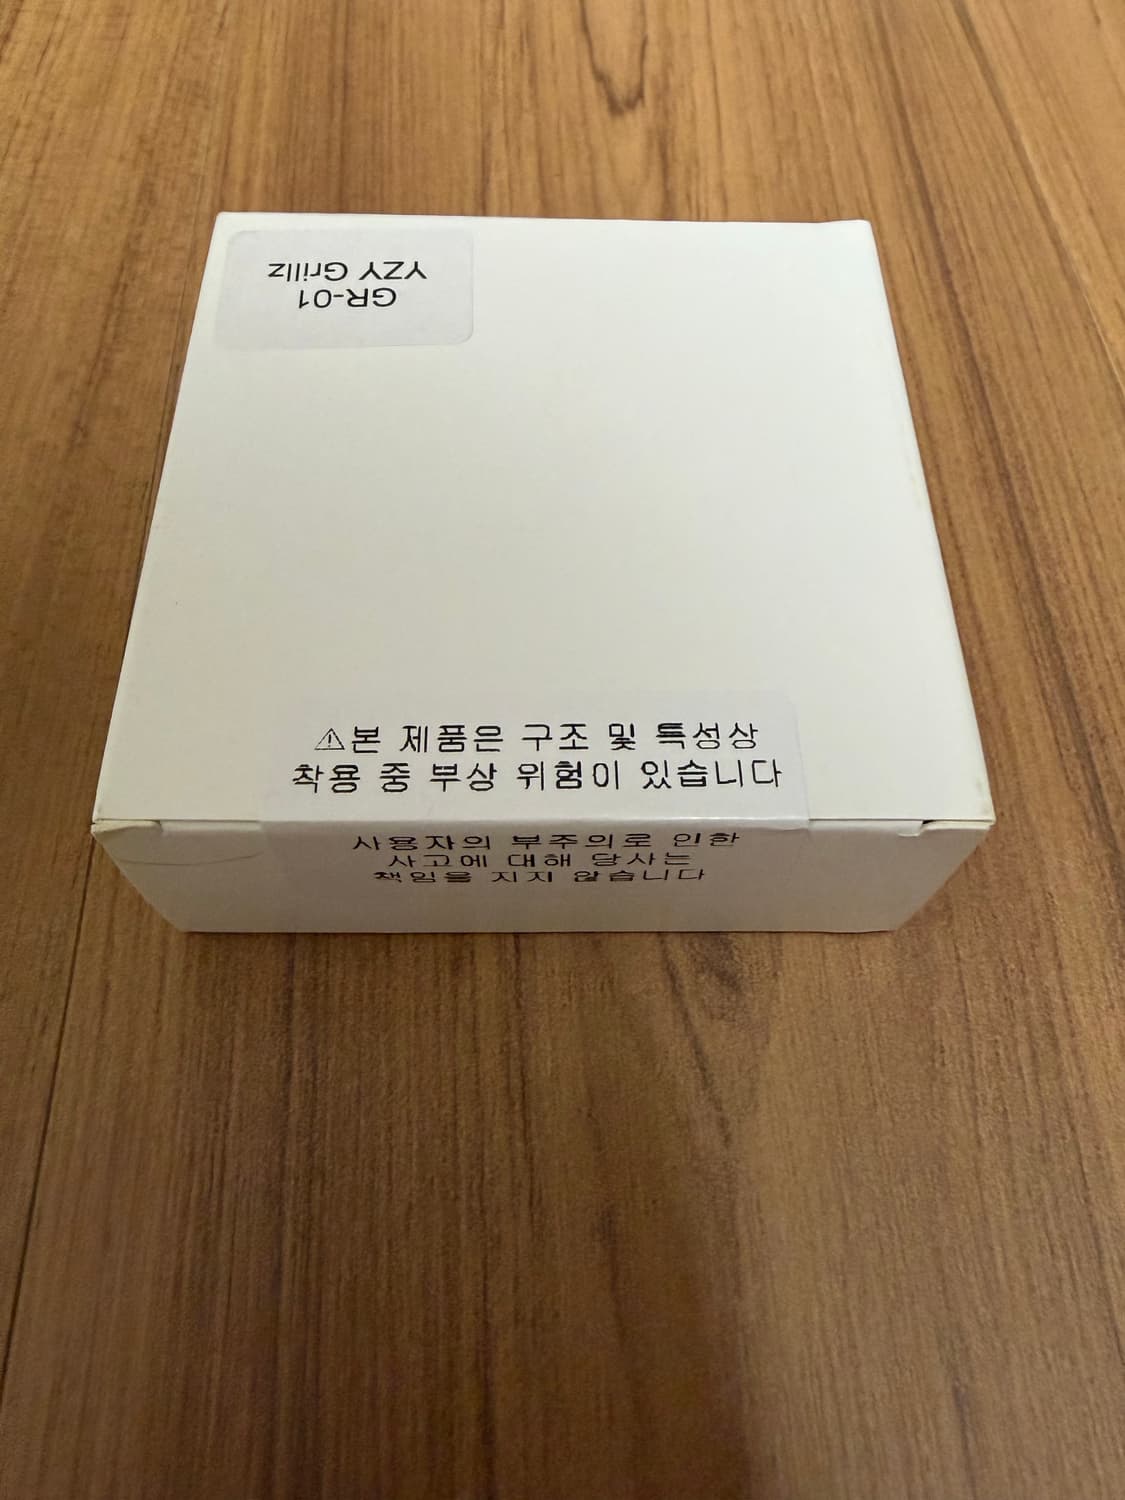 YZY Grillz
GR-01
⚠본 제품은 구조 및 특성상
착용 중 부상 위험이 있습니다
사용자의 부주의로 인한
사고에 대해 당사는
책임을 지지 않습니다